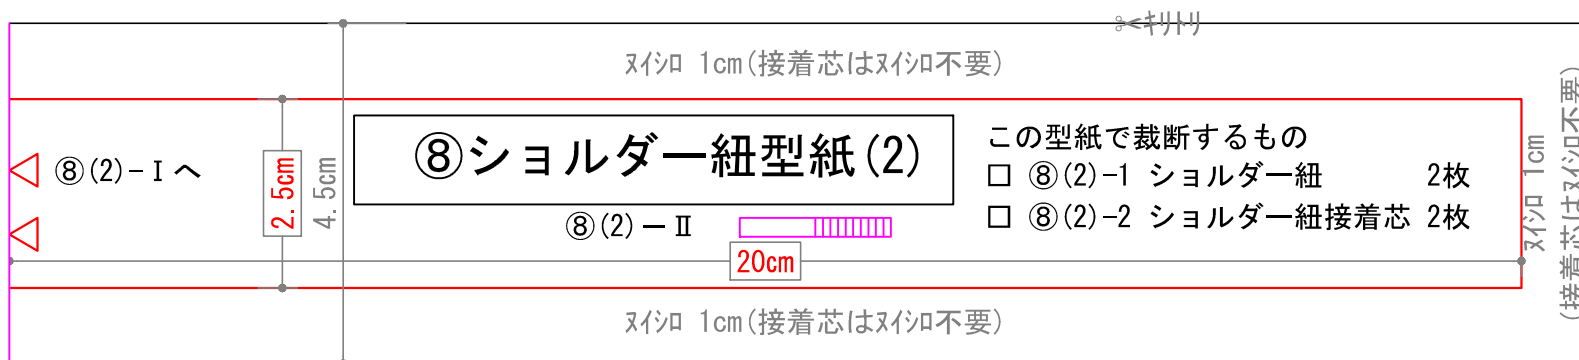 ✂キリトリ
ヌイシロ 1cm(接着芯はヌイシロ不要)
⑧(2)-Ⅰ へ
2.5cm
4.5cm
⑧ショルダー紐型紙(2)
⑧(2)-Ⅱ
20cm
この型紙で裁断するもの
□ ⑧(2)-1 ショルダー紐 2枚
□ ⑧(2)-2 ショルダー紐接着芯 2枚
ヌイシロ 1cm
(接着芯はヌイシロ不要)
ヌイシロ 1cm(接着芯はヌイシロ不要)